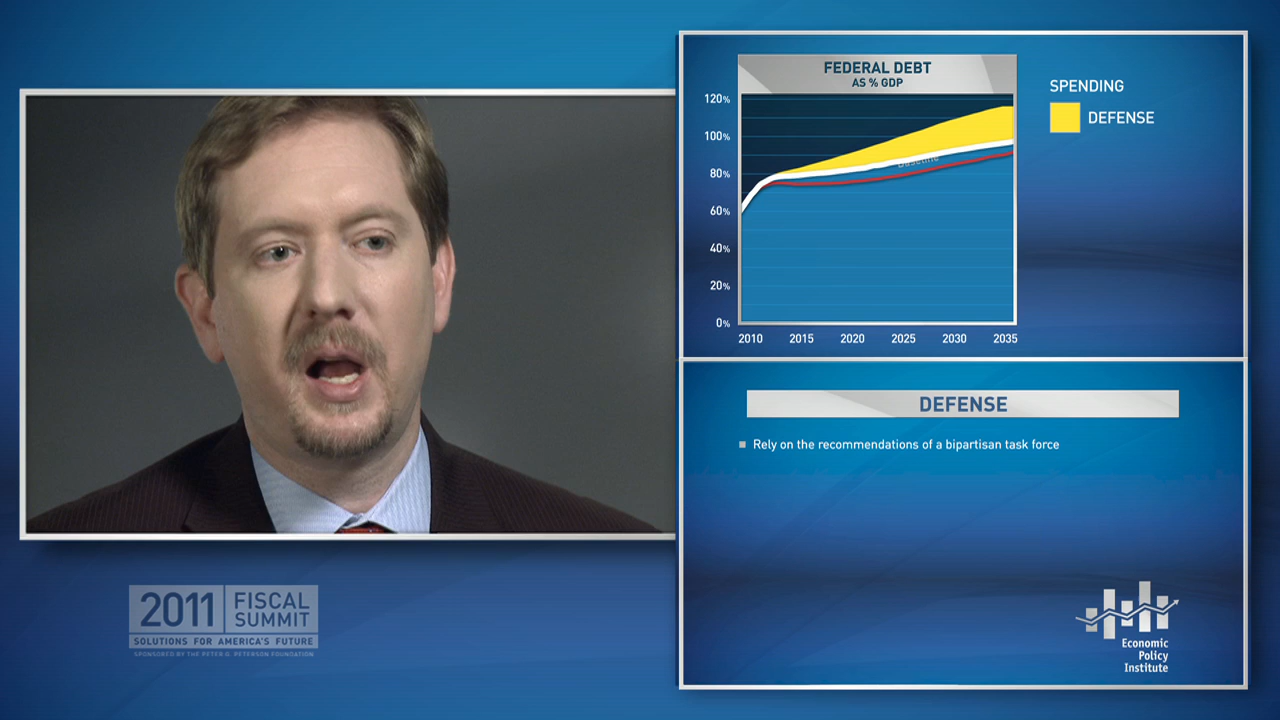 FEDERAL DEBT
AS % GDP
120%
100%
80%
60%
40%
20%
0%
2010 2015 2020 2025 2030 2035
Baseline
SPENDING
DEFENSE
DEFENSE
Rely on the recommendations of a bipartisan task force
2011 FISCAL SUMMIT
SOLUTIONS FOR AMERICA'S FUTURE
SPONSORED BY THE PETER G. PETERSON FOUNDATION
Economic
Policy
Institute